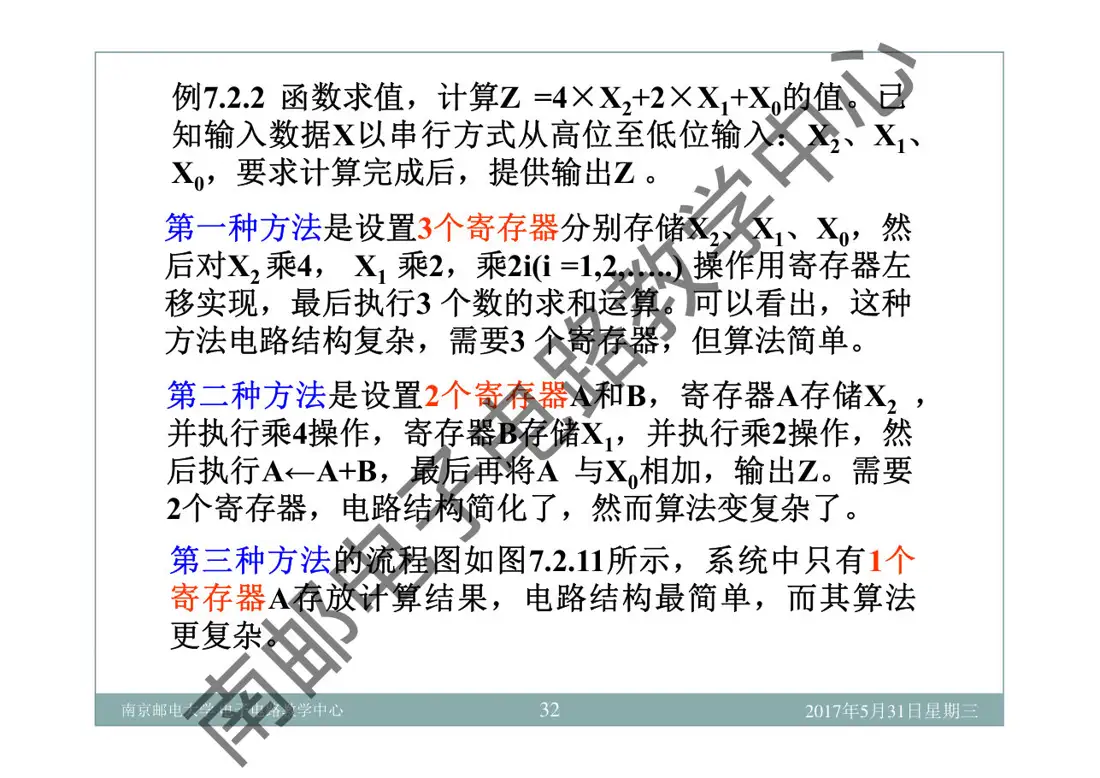 例7.2.2 函数求值，计算Z =4×X2+2×X1+X0的值。已
知输入数据X以串行方式从高位至低位输入：X2、X1、
X0，要求计算完成后，提供输出Z 。
第一种方法是设置3个寄存器分别存储X2、X1、X0，然
后对X2 乘4， X1 乘2，乘2i(i =1,2,…..) 操作用寄存器左
移实现，最后执行3 个数的求和运算。可以看出，这种
方法电路结构复杂，需要3 个寄存器，但算法简单。
第二种方法是设置2个寄存器A和B，寄存器A存储X2 ，
并执行乘4操作，寄存器B存储X1，并执行乘2操作，然
后执行A←A+B，最后再将A 与X0相加，输出Z。需要
2个寄存器，电路结构简化了，然而算法变复杂了。
第三种方法的流程图如图7.2.11所示，系统中只有1个
寄存器A存放计算结果，电路结构最简单，而其算法
更复杂。
南邮电子电路教学中心
南京邮电大学 电子电路教学中心
32
2017年5月31日星期三